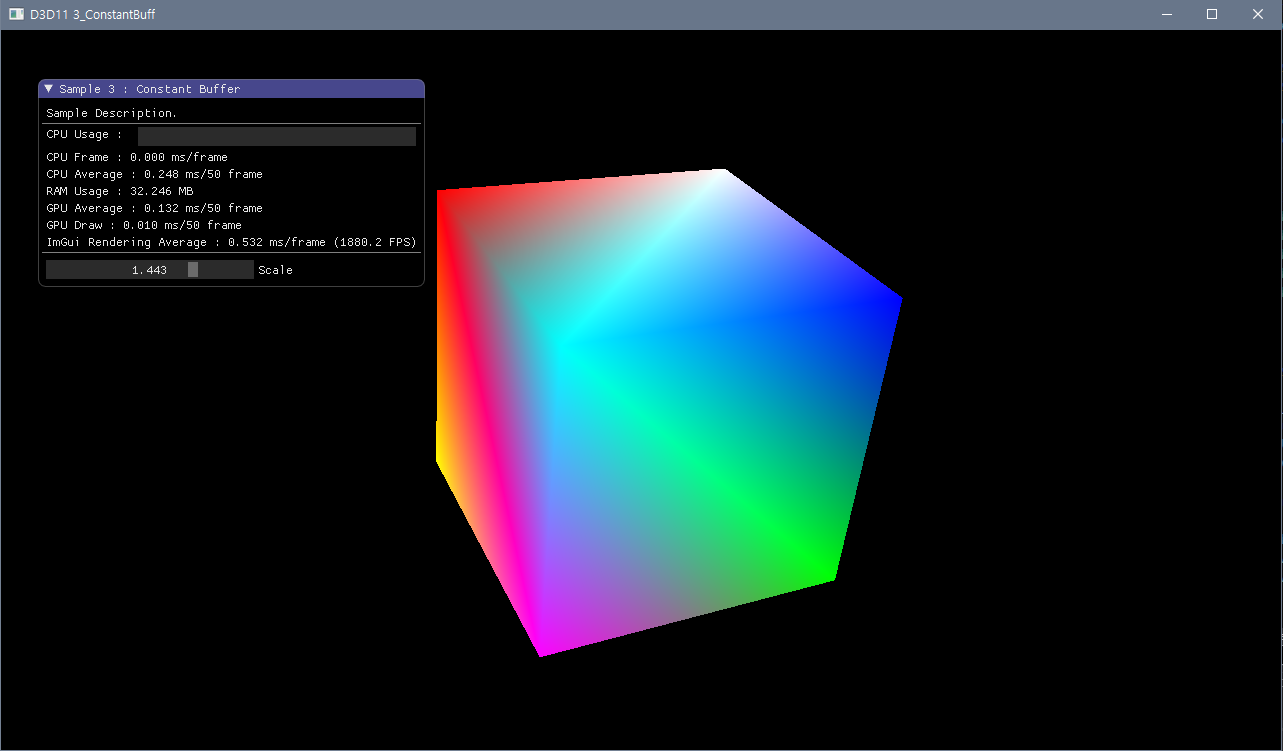 D3D11 3_ConstantBuff
Sample 3 : Constant Buffer
Sample Description.
CPU Usage :
CPU Frame : 0.000 ms/frame
CPU Average : 0.248 ms/50 frame
RAM Usage : 32.246 MB
GPU Average : 0.132 ms/50 frame
GPU Draw : 0.010 ms/50 frame
ImGui Rendering Average : 0.532 ms/frame (1880.2 FPS)
1.443 Scale